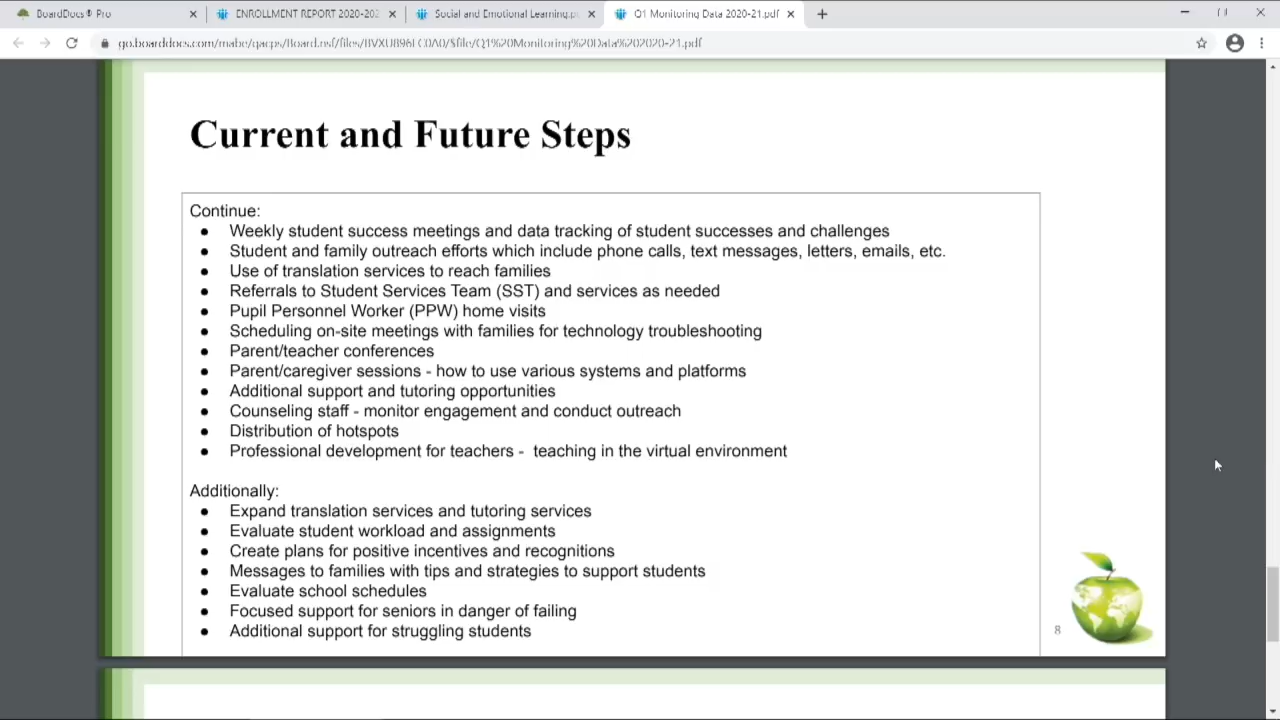 BoardDocs® Pro
ENROLLMENT REPORT 2020-202
Social and Emotional Learning.p
Q1 Monitoring Data 2020-21.pdf
Current and Future Steps
Continue:
● Weekly student success meetings and data tracking of student successes and challenges
● Student and family outreach efforts which include phone calls, text messages, letters, emails, etc.
● Use of translation services to reach families
● Referrals to Student Services Team (SST) and services as needed
● Pupil Personnel Worker (PPW) home visits
● Scheduling on-site meetings with families for technology troubleshooting
● Parent/teacher conferences
● Parent/caregiver sessions - how to use various systems and platforms
● Additional support and tutoring opportunities
● Counseling staff - monitor engagement and conduct outreach
● Distribution of hotspots
● Professional development for teachers - teaching in the virtual environment
Additionally:
● Expand translation services and tutoring services
● Evaluate student workload and assignments
● Create plans for positive incentives and recognitions
● Messages to families with tips and strategies to support students
● Evaluate school schedules
● Focused support for seniors in danger of failing
● Additional support for struggling students
8